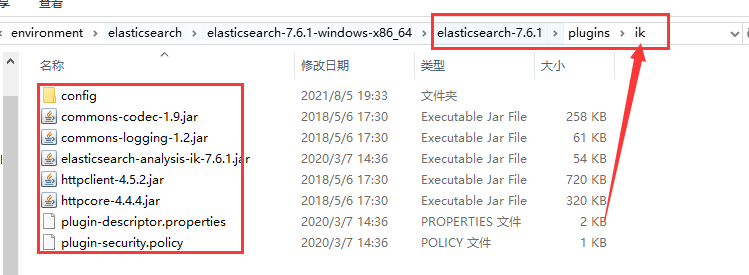 共享 查看
environment > elasticsearch > elasticsearch-7.6.1-windows-x86_64 > elasticsearch-7.6.1 > plugins > ik
名称 修改日期 类型 大小
config 2021/8/5 19:33 文件夹
commons-codec-1.9.jar 2018/5/6 17:30 Executable Jar File 258 KB
commons-logging-1.2.jar 2018/5/6 17:30 Executable Jar File 61 KB
elasticsearch-analysis-ik-7.6.1.jar 2020/3/7 14:36 Executable Jar File 54 KB
httpclient-4.5.2.jar 2018/5/6 17:30 Executable Jar File 720 KB
httpcore-4.4.4.jar 2018/5/6 17:30 Executable Jar File 320 KB
plugin-descriptor.properties 2020/3/7 14:36 PROPERTIES 文件 2 KB
plugin-security.policy 2020/3/7 14:36 POLICY 文件 1 KB